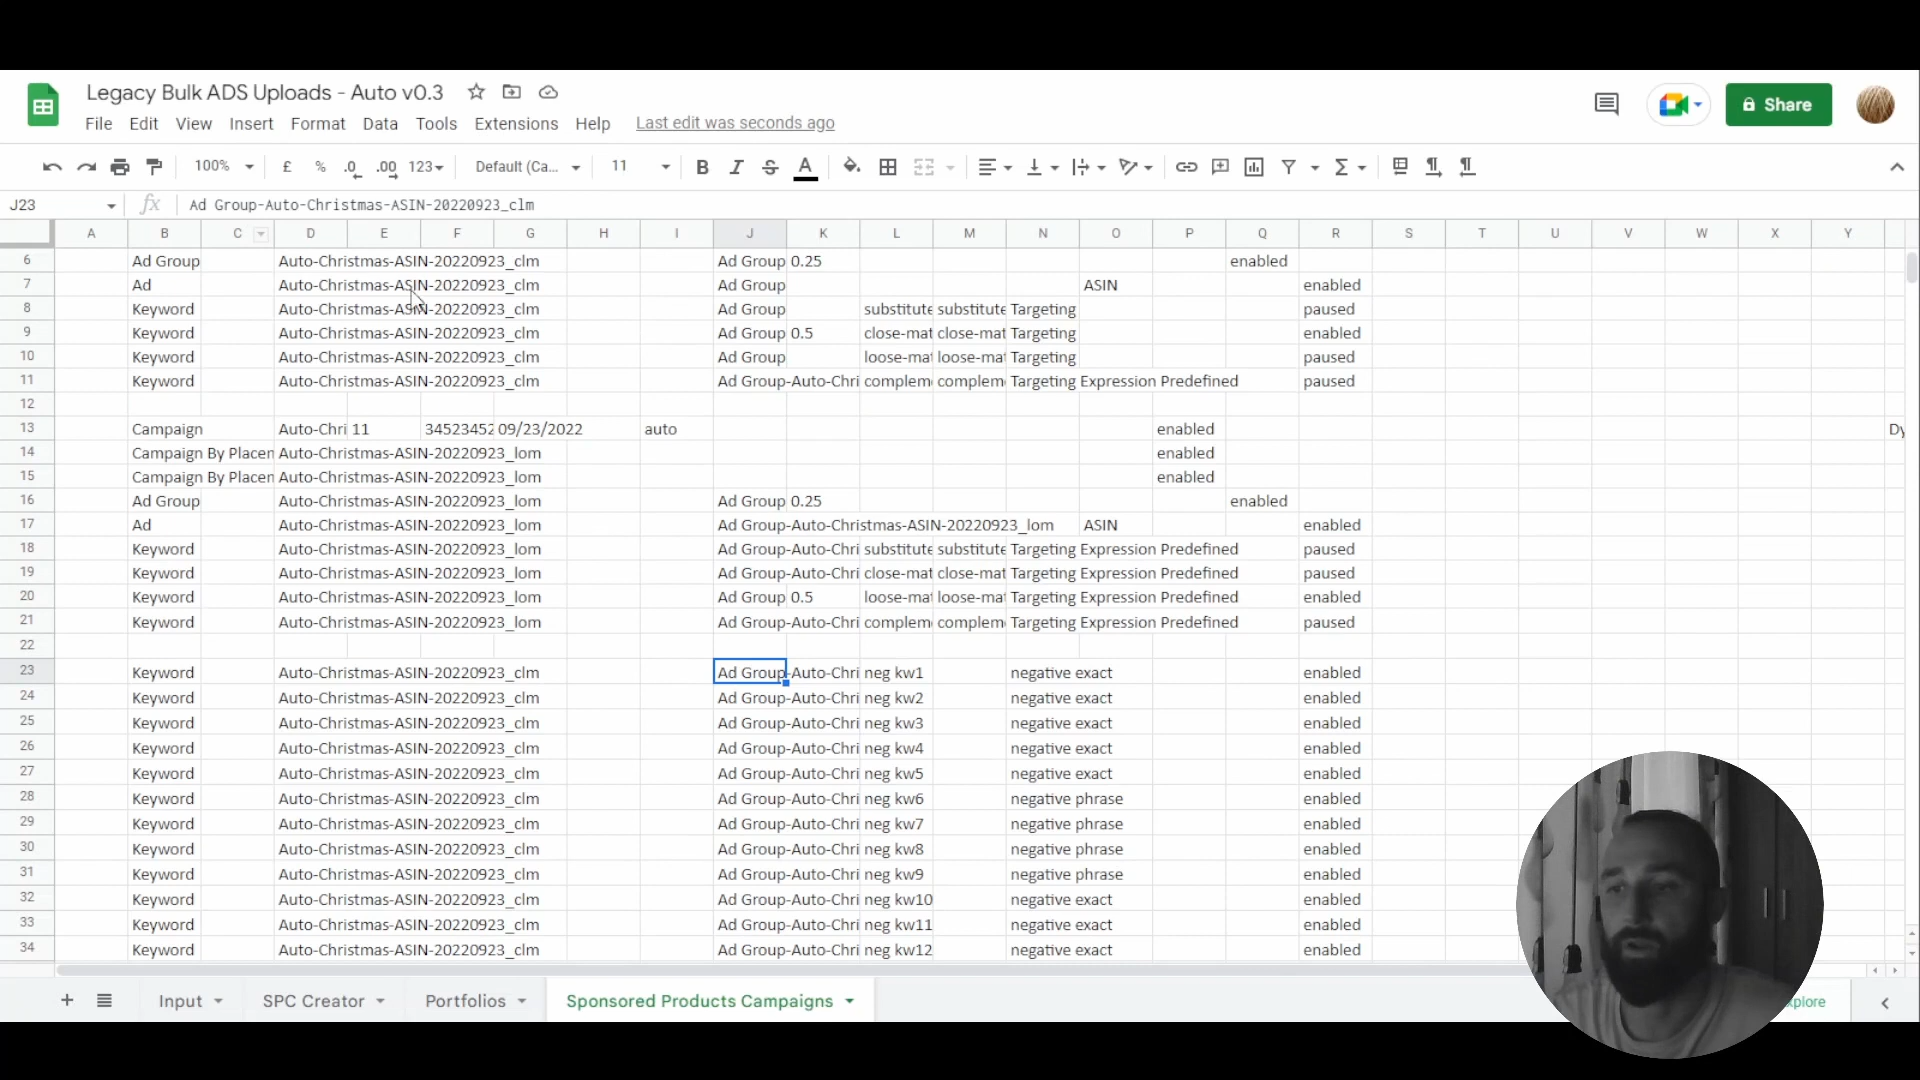 Legacy Bulk ADS Uploads - Auto v0.3
File Edit View Insert Format Data Tools Extensions Help Last edit was seconds ago
Share
100% £ % .0 .00 123 Default (Ca... 11 B I S A
J23 fx Ad Group-Auto-Christmas-ASIN-20220923_clm
A B C D E F G H I J K L M N O P Q R S T U V W X Y
6 Ad Group Auto-Christmas-ASIN-20220923_clm Ad Group 0.25 enabled
7 Ad Auto-Christmas-ASIN-20220923_clm Ad Group ASIN enabled
8 Keyword Auto-Christmas-ASIN-20220923_clm Ad Group substitute substitute Targeting paused
9 Keyword Auto-Christmas-ASIN-20220923_clm Ad Group 0.5 close-mat close-mat Targeting enabled
10 Keyword Auto-Christmas-ASIN-20220923_clm Ad Group loose-mat loose-mat Targeting paused
11 Keyword Auto-Christmas-ASIN-20220923_clm Ad Group-Auto-Chri complem complem Targeting Expression Predefined paused
12
13 Campaign Auto-Chri 11 34523452 09/23/2022 auto enabled Dy
14 Campaign By Placen Auto-Christmas-ASIN-20220923_lom enabled
15 Campaign By Placen Auto-Christmas-ASIN-20220923_lom enabled
16 Ad Group Auto-Christmas-ASIN-20220923_lom Ad Group 0.25 enabled
17 Ad Auto-Christmas-ASIN-20220923_lom Ad Group-Auto-Christmas-ASIN-20220923_lom ASIN enabled
18 Keyword Auto-Christmas-ASIN-20220923_lom Ad Group-Auto-Chri substitute substitute Targeting Expression Predefined paused
19 Keyword Auto-Christmas-ASIN-20220923_lom Ad Group-Auto-Chri close-mat close-mat Targeting Expression Predefined paused
20 Keyword Auto-Christmas-ASIN-20220923_lom Ad Group 0.5 loose-mat loose-mat Targeting Expression Predefined enabled
21 Keyword Auto-Christmas-ASIN-20220923_lom Ad Group-Auto-Chri complem complem Targeting Expression Predefined paused
22
23 Keyword Auto-Christmas-ASIN-20220923_clm Ad Group-Auto-Chri neg kw1 negative exact enabled
24 Keyword Auto-Christmas-ASIN-20220923_clm Ad Group-Auto-Chri neg kw2 negative exact enabled
25 Keyword Auto-Christmas-ASIN-20220923_clm Ad Group-Auto-Chri neg kw3 negative exact enabled
26 Keyword Auto-Christmas-ASIN-20220923_clm Ad Group-Auto-Chri neg kw4 negative exact enabled
27 Keyword Auto-Christmas-ASIN-20220923_clm Ad Group-Auto-Chri neg kw5 negative exact enabled
28 Keyword Auto-Christmas-ASIN-20220923_clm Ad Group-Auto-Chri neg kw6 negative phrase enabled
29 Keyword Auto-Christmas-ASIN-20220923_clm Ad Group-Auto-Chri neg kw7 negative phrase enabled
30 Keyword Auto-Christmas-ASIN-20220923_clm Ad Group-Auto-Chri neg kw8 negative phrase enabled
31 Keyword Auto-Christmas-ASIN-20220923_clm Ad Group-Auto-Chri neg kw9 negative phrase enabled
32 Keyword Auto-Christmas-ASIN-20220923_clm Ad Group-Auto-Chri neg kw10 negative exact enabled
33 Keyword Auto-Christmas-ASIN-20220923_clm Ad Group-Auto-Chri neg kw11 negative exact enabled
34 Keyword Auto-Christmas-ASIN-20220923_clm Ad Group-Auto-Chri neg kw12 negative exact enabled
Input SPC Creator Portfolios Sponsored Products Campaigns xplore